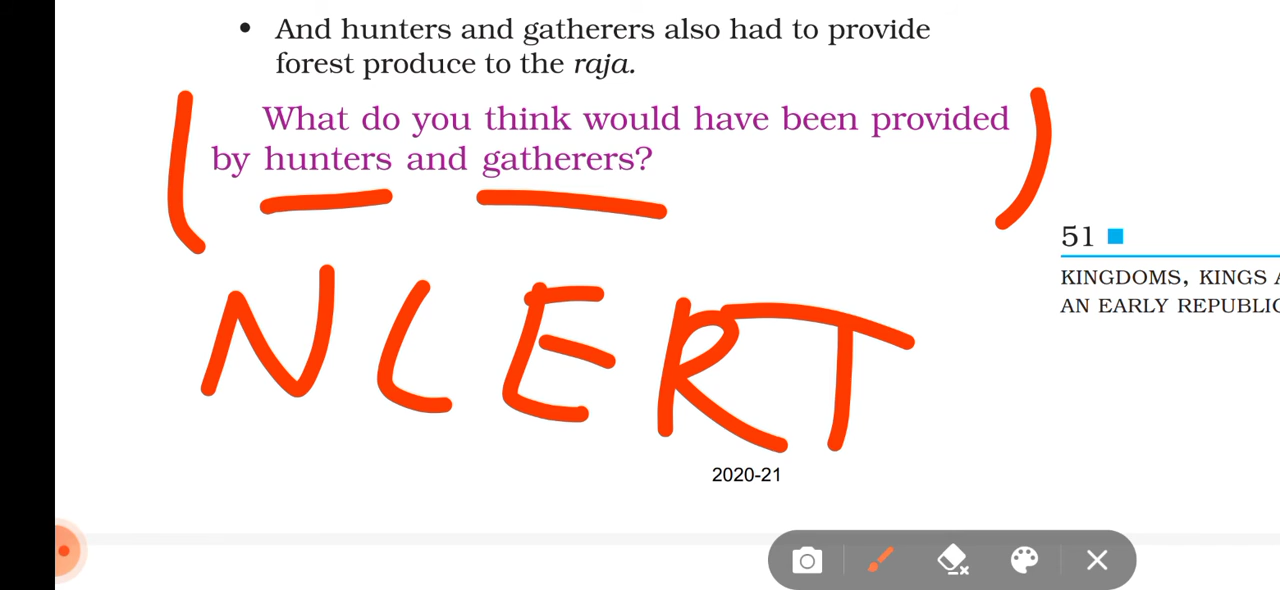 • And hunters and gatherers also had to provide
forest produce to the raja.
What do you think would have been provided
by hunters and gatherers?
51 ■
KINGDOMS, KINGS A
AN EARLY REPUBLIC
NCERT
2020-21